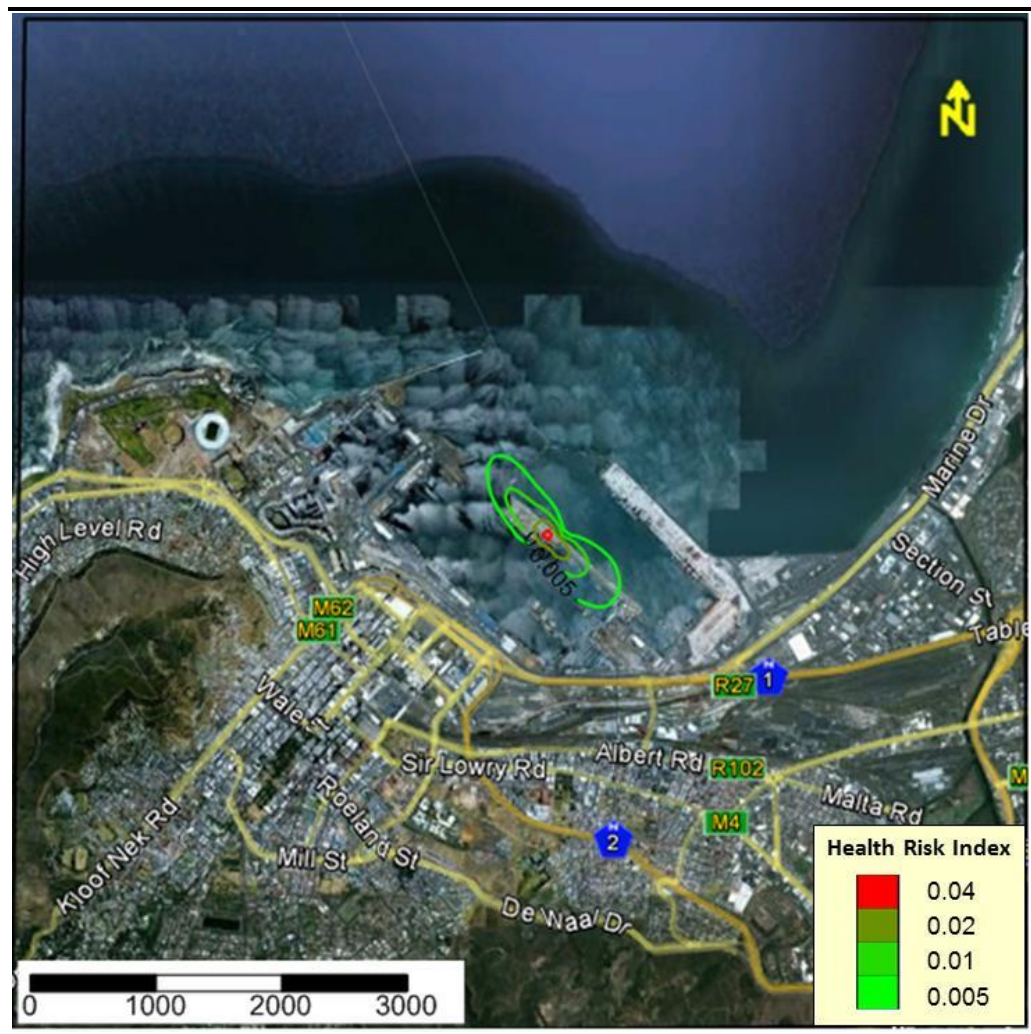 N
Marine Dr
High Level Rd
0.005
Section St
M62
M61
Table
R27
N
1
Wale St
Albert Rd
Sir Lowry Rd
R102
Malta Rd
M4
Roeland St
N
2
Mill St
Kloof Nek Rd
De Waal Dr
Health Risk Index
0.04
0.02
0.01
0.005
0
1000
2000
3000